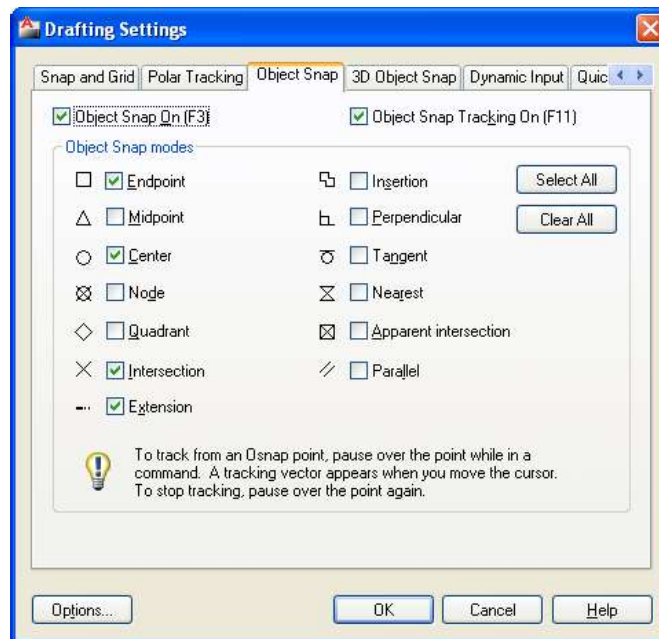 Drafting Settings
Snap and Grid Polar Tracking Object Snap 3D Object Snap Dynamic Input Quic
Object Snap On (F3) Object Snap Tracking On (F11)
Object Snap modes
Endpoint Insertion Select All
Midpoint Perpendicular Clear All
Center Tangent
Node Nearest
Quadrant Apparent intersection
Intersection Parallel
Extension
To track from an Osnap point, pause over the point while in a
command. A tracking vector appears when you move the cursor.
To stop tracking, pause over the point again.
Options... OK Cancel Help